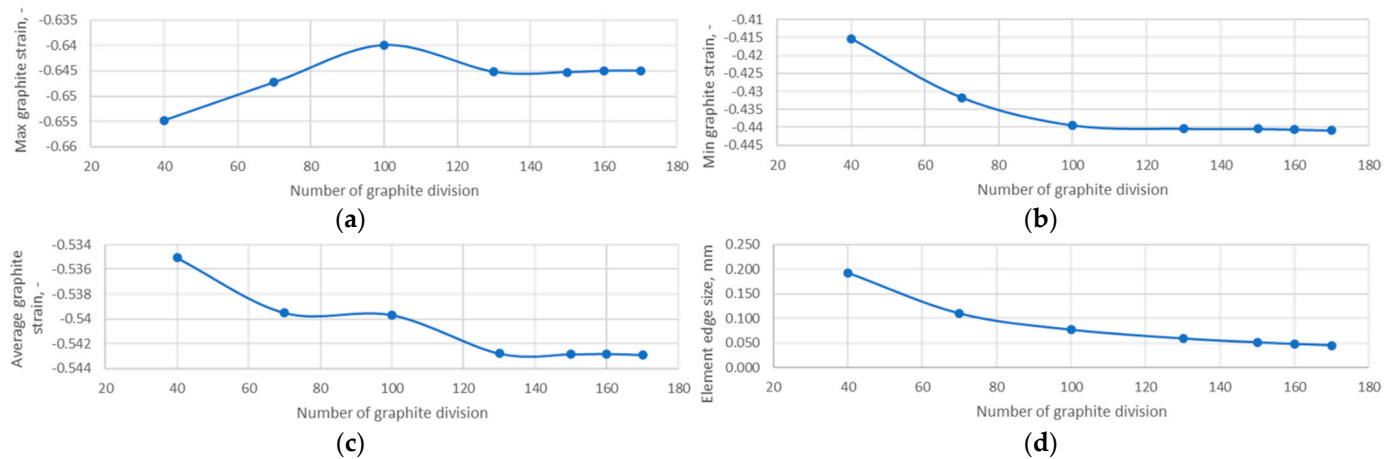 Max graphite strain, -
-0.635
-0.64
-0.645
-0.65
-0.655
-0.66
20 40 60 80 100 120 140 160 180
Number of graphite division
(a)
Min graphite strain, -
-0.41
-0.415
-0.42
-0.425
-0.43
-0.435
-0.44
-0.445
20 40 60 80 100 120 140 160 180
Number of graphite division
(b)
Average graphite
strain, -
-0.534
-0.536
-0.538
-0.54
-0.542
-0.544
20 40 60 80 100 120 140 160 180
Number of graphite division
(c)
Element edge size, mm
0.250
0.200
0.150
0.100
0.050
0.000
20 40 60 80 100 120 140 160 180
Number of graphite division
(d)